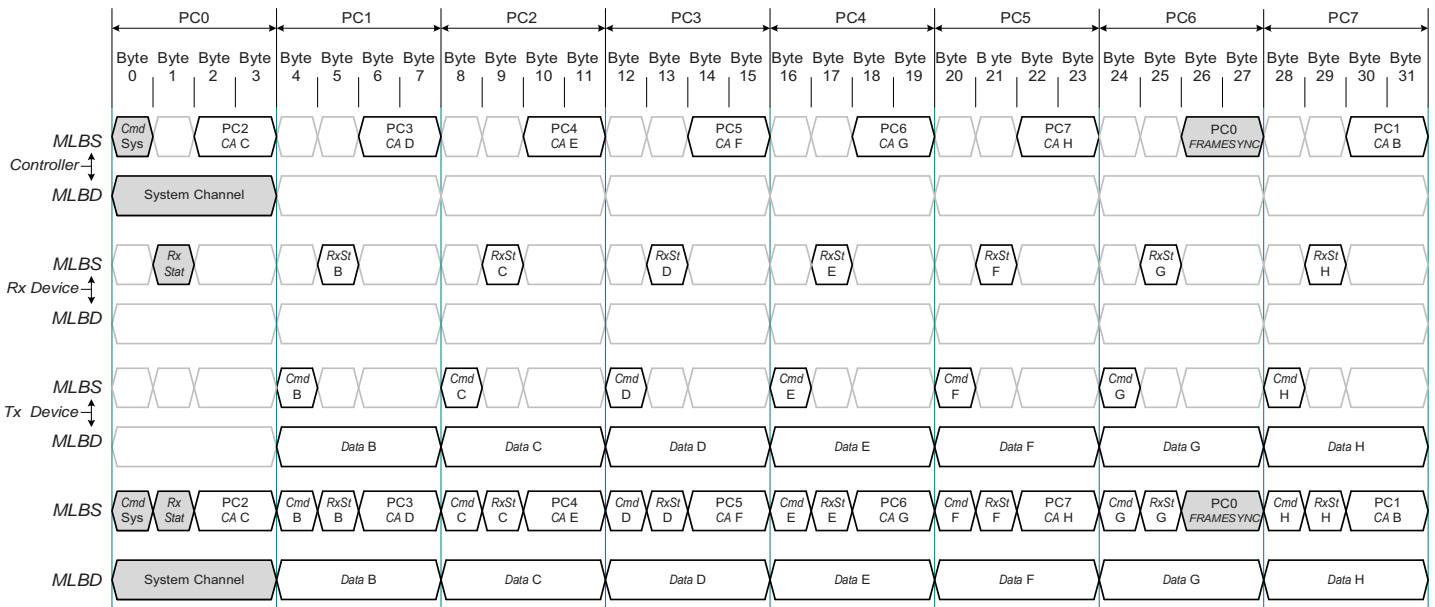 PC0 PC1 PC2 PC3 PC4 PC5 PC6 PC7
Byte Byte Byte Byte Byte Byte Byte Byte Byte Byte Byte Byte Byte Byte Byte Byte Byte Byte Byte Byte Byte B yte Byte Byte Byte Byte Byte Byte Byte Byte Byte Byte
0 1 2 3 4 5 6 7 8 9 10 11 12 13 14 15 16 17 18 19 20 21 22 23 24 25 26 27 28 29 30 31
Cmd PC2 PC3 PC4 PC5 PC6 PC7 PC0 PC1
MLBS
Sys CA C CA D CA E CA F CA G CA H FRAMESYNC CA B
Controller
MLBD System Channel
Rx RxSt RxSt RxSt RxSt RxSt RxSt RxSt
MLBS
Stat B C D E F G H
Rx Device
MLBD
Cmd Cmd Cmd Cmd Cmd Cmd Cmd
MLBS
B C D E F G H
Tx Device
MLBD Data B Data C Data D Data E Data F Data G Data H
Cmd Rx PC2 Cmd RxSt PC3 Cmd RxSt PC4 Cmd RxSt PC5 Cmd RxSt PC6 Cmd RxSt PC7 Cmd RxSt PC0 Cmd RxSt PC1
MLBS
Sys Stat CA C B B CA D C C CA E D D CA F E E CA G F F CA H G G FRAMESYNC H H CA B
MLBD System Channel Data B Data C Data D Data E Data F Data G Data H